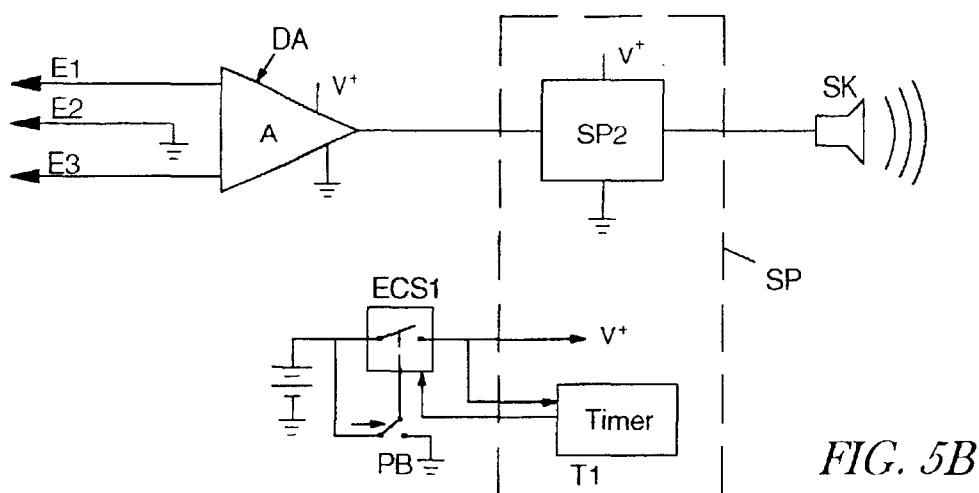 DA
V+
E1
E2
E3
A
V+
SP2
SK
SP
ECS1
V+
PB
Timer
T1
FIG. 5B